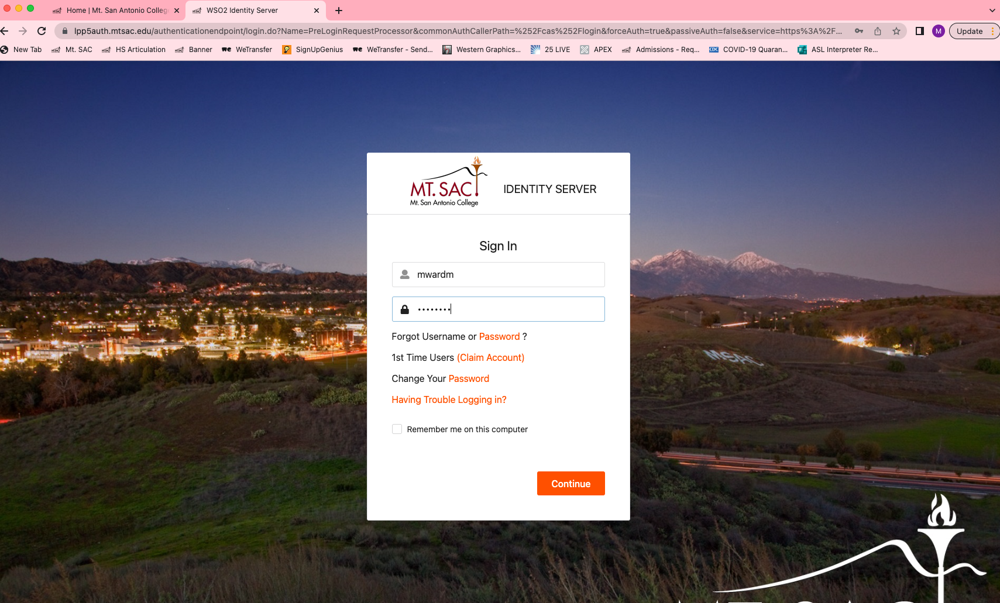 Home | Mt. San Antonio Colleg
WSO2 Identity Server
lpp5auth.mtsac.edu/authenticationendpoint/login.do?Name=PreLoginRequestProcessor&commonAuthCallerPath=%252Fcas%252Flogin&forceAuth=true&passiveAuth=false&service=https%3A%2F...
M
Update
New Tab
Mt. SAC
HS Articulation
Banner
WeTransfer
SignUpGenius
WeTransfer - Send...
Western Graphics...
25 LIVE
APEX
Admissions - Req...
CDC
COVID-19 Quaran...
ASL Interpreter Re...
MT. SAC
Mt. San Antonio College
IDENTITY SERVER
Sign In
mwardm
Forgot Username or Password ?
1st Time Users (Claim Account)
Change Your Password
Having Trouble Logging in?
Remember me on this computer
Continue
MSAC